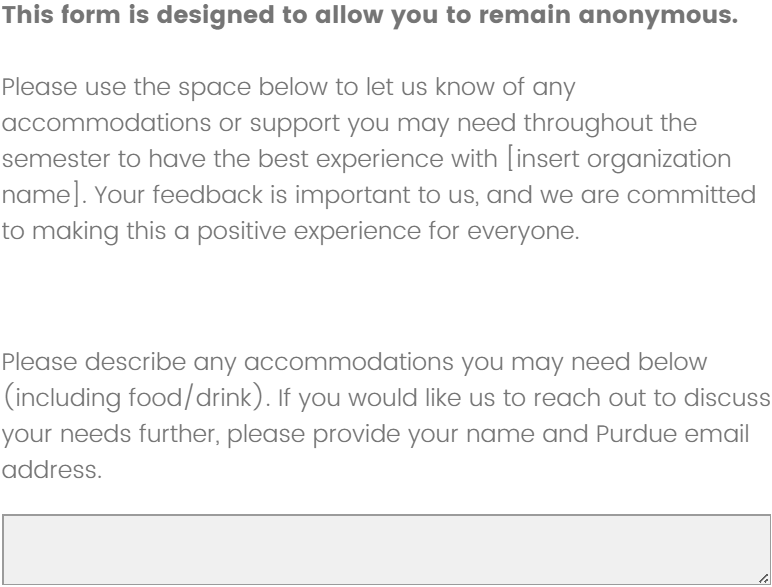 This form is designed to allow you to remain anonymous.
Please use the space below to let us know of any
accommodations or support you may need throughout the
semester to have the best experience with [insert organization
name]. Your feedback is important to us, and we are committed
to making this a positive experience for everyone.
Please describe any accommodations you may need below
(including food/drink). If you would like us to reach out to discuss
your needs further, please provide your name and Purdue email
address.